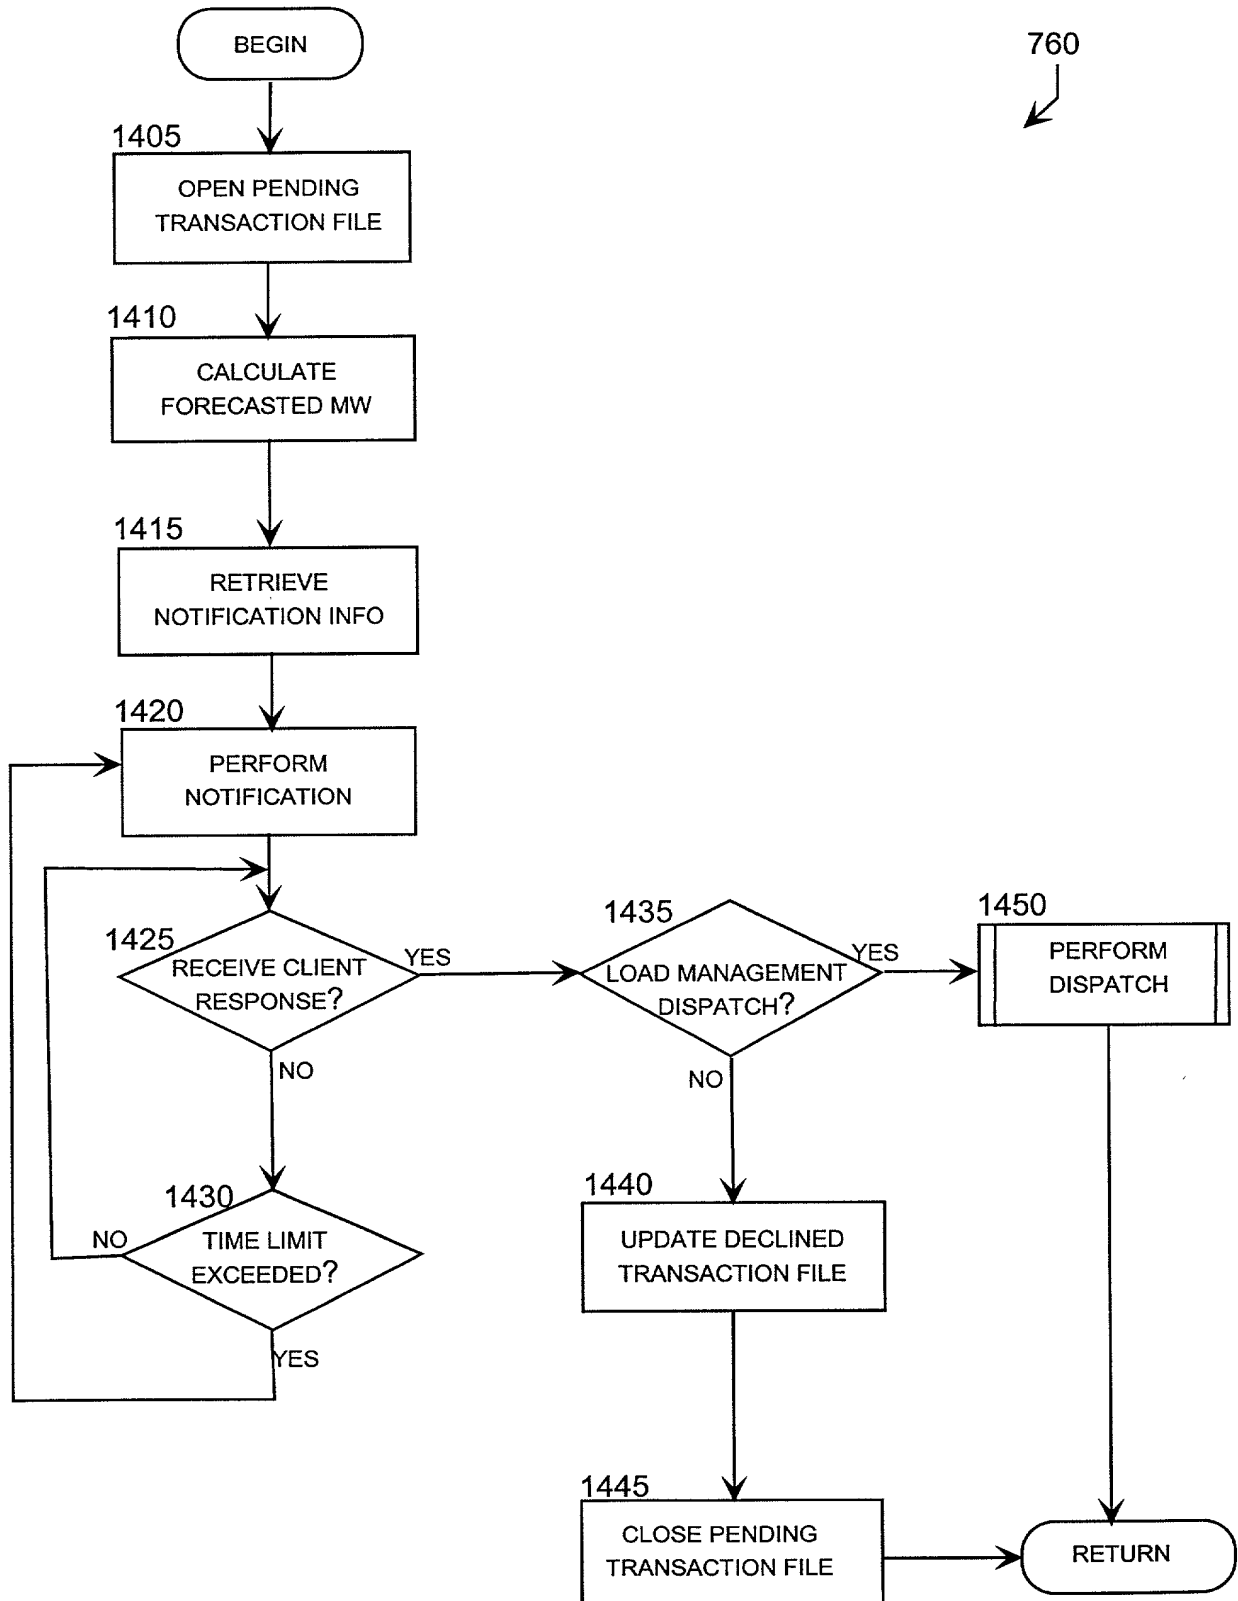 BEGIN
760
1405
OPEN PENDING
TRANSACTION FILE
1410
CALCULATE
FORECASTED MW
1415
RETRIEVE
NOTIFICATION INFO
1420
PERFORM
NOTIFICATION
1425
RECEIVE CLIENT
RESPONSE?
YES
NO
1430
TIME LIMIT
EXCEEDED?
NO
YES
1435
LOAD MANAGEMENT
DISPATCH?
YES
NO
1450
PERFORM
DISPATCH
1440
UPDATE DECLINED
TRANSACTION FILE
1445
CLOSE PENDING
TRANSACTION FILE
RETURN